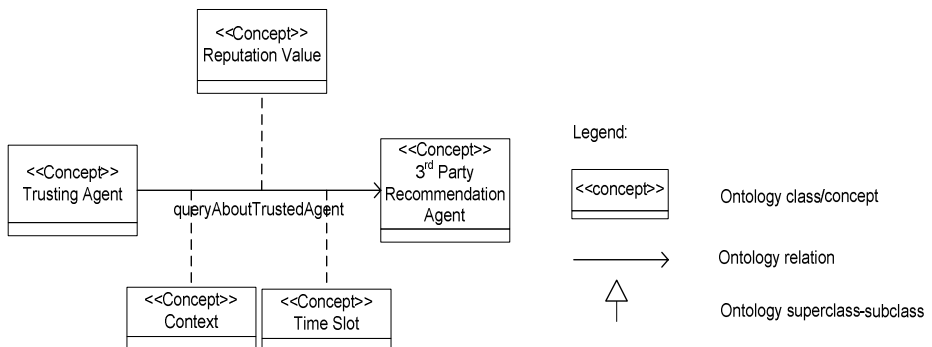 <<Concept>>
Reputation Value
<<Concept>>
Trusting Agent
queryAboutTrustedAgent
<<Concept>>
3rd Party
Recommendation
Agent
<<Concept>>
Context
<<Concept>>
Time Slot
Legend:
<<concept>>
Ontology class/concept
Ontology relation
Ontology superclass-subclass